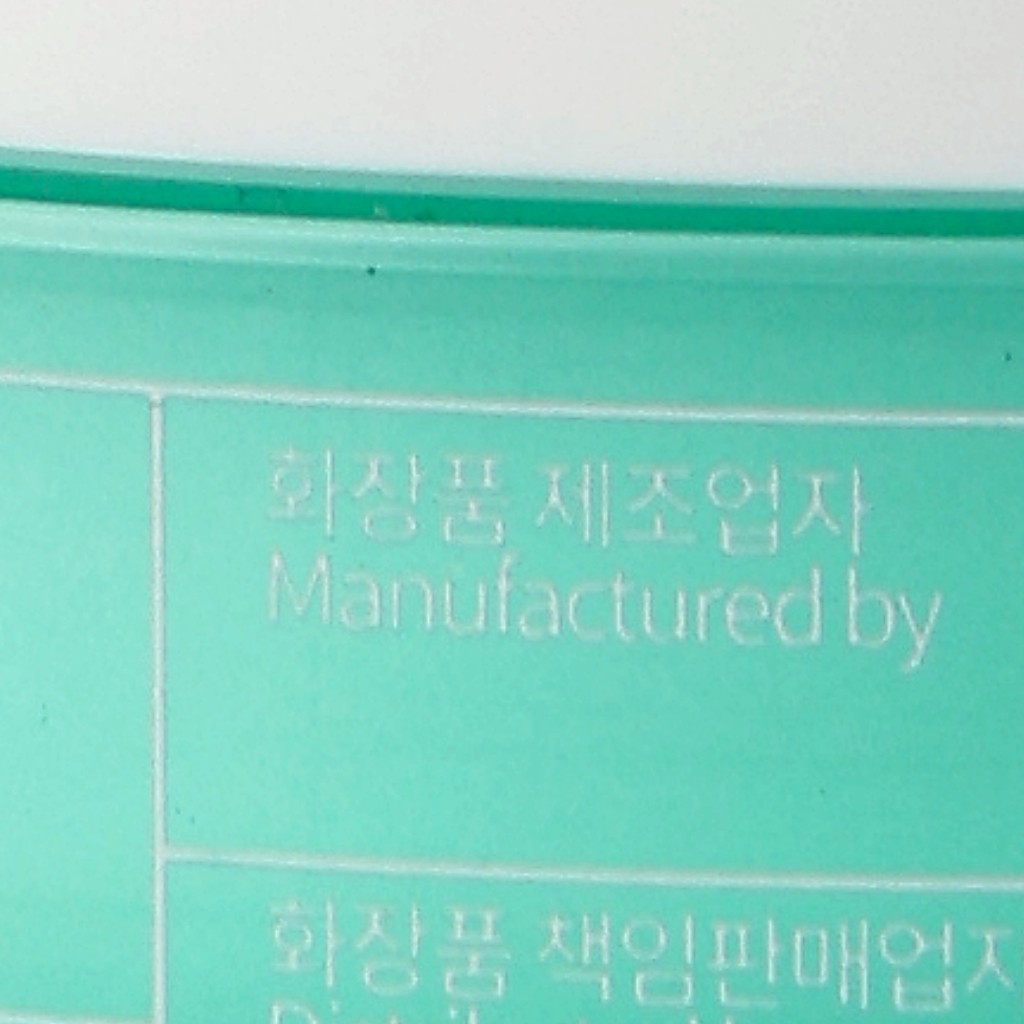 화장품 제조업자
Manufactured by
화장품 책임판매업자